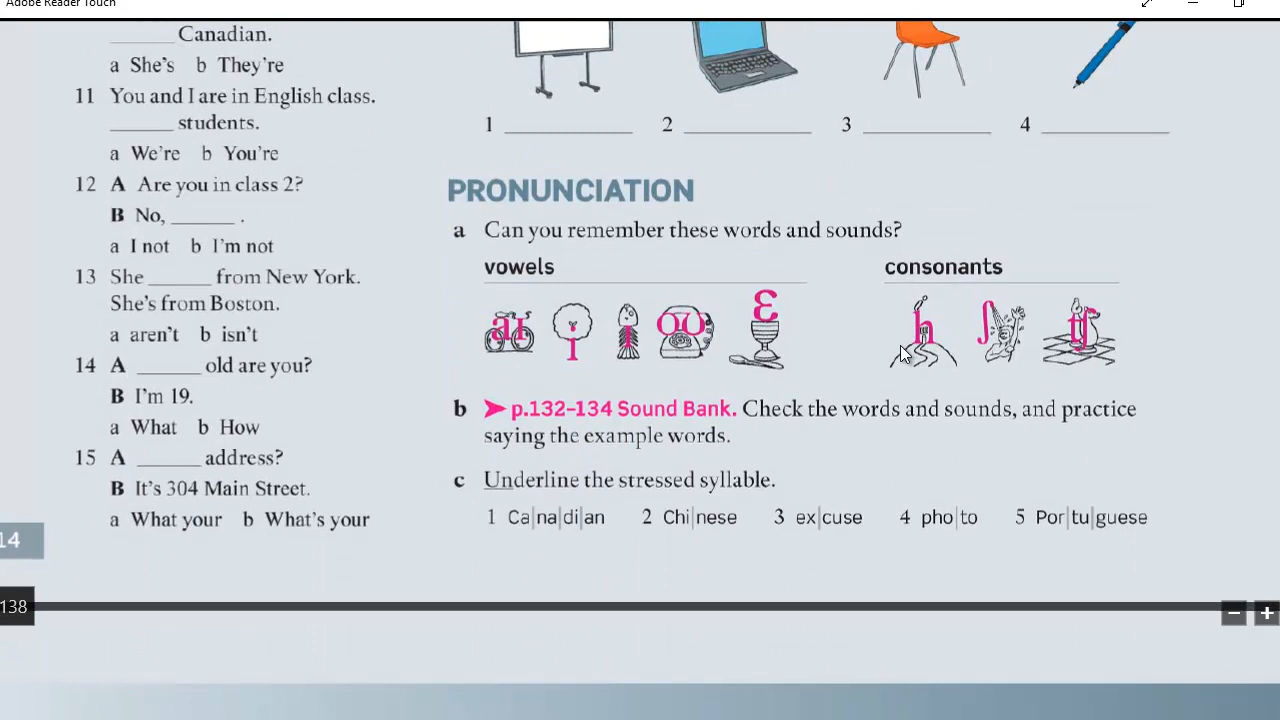 Adobe Reader Touch
______ Canadian.
a She's b They're
11 You and I are in English class.
______ students.
a We're b You're
12 A Are you in class 2?
B No, ______ .
a I not b I'm not
13 She ______ from New York.
She's from Boston.
a aren't b isn't
14 A ______ old are you?
B I'm 19.
a What b How
15 A ______ address?
B It's 304 Main Street.
a What your b What's your
14
138
1 ______ 2 ______ 3 ______ 4 ______
PRONUNCIATION
a Can you remember these words and sounds?
vowels consonants
aɪ i ɪ oʊ ɛ h ʃ tʃ
b p.132–134 Sound Bank. Check the words and sounds, and practice
saying the example words.
c Underline the stressed syllable.
1 Ca|na|di|an 2 Chi|nese 3 ex|cuse 4 pho|to 5 Por|tu|guese